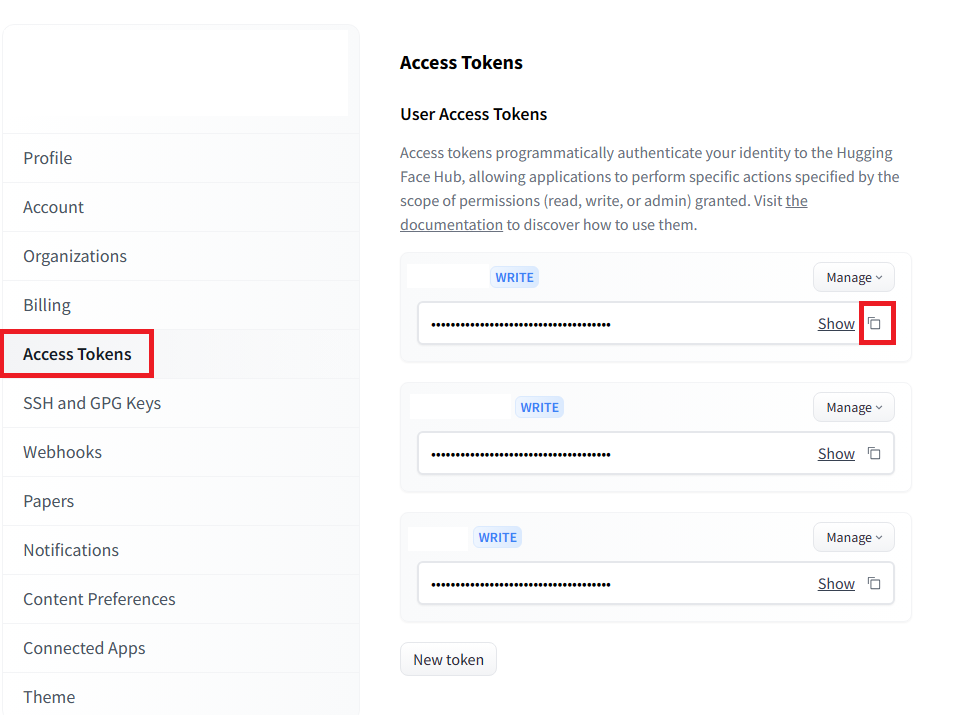 Access Tokens
User Access Tokens
Access tokens programmatically authenticate your identity to the Hugging
Face Hub, allowing applications to perform specific actions specified by the
scope of permissions (read, write, or admin) granted. Visit the
documentation to discover how to use them.
Profile
Account
Organizations
Billing
Access Tokens
SSH and GPG Keys
Webhooks
Papers
Notifications
Content Preferences
Connected Apps
Theme
WRITE Manage
•••••••••••••••••••••••••••••••••••• Show
WRITE Manage
•••••••••••••••••••••••••••••••••••• Show
WRITE Manage
•••••••••••••••••••••••••••••••••••• Show
New token